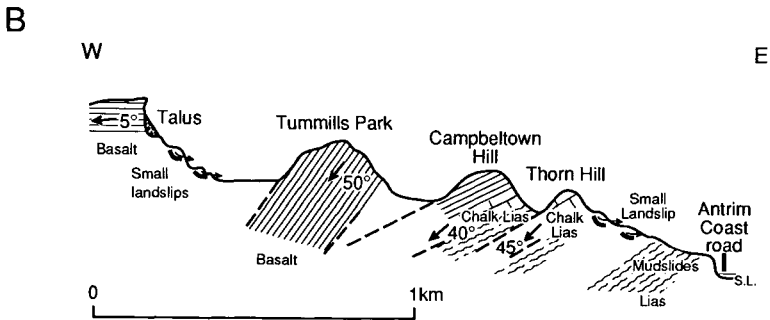 B
W
E
5°
Talus
Basalt
Small
landslips
Tummills Park
50°
Basalt
Campbeltown
Hill
Chalk Lias
40°
Thorn Hill
45°
Chalk
Lias
Small
Landslip
Antrim
Coast
road
Mudslides
S.L.
Lias
0
1km